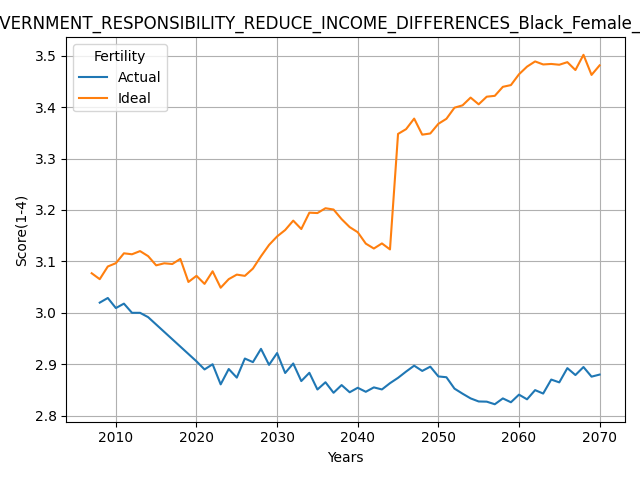 VERNMENT_RESPONSIBILITY_REDUCE_INCOME_DIFFERENCES_Black_Female_
Fertility
Actual
Ideal
3.5
3.4
3.3
3.2
3.1
3.0
2.9
2.8
Score(1-4)
2010 2020 2030 2040 2050 2060 2070
Years